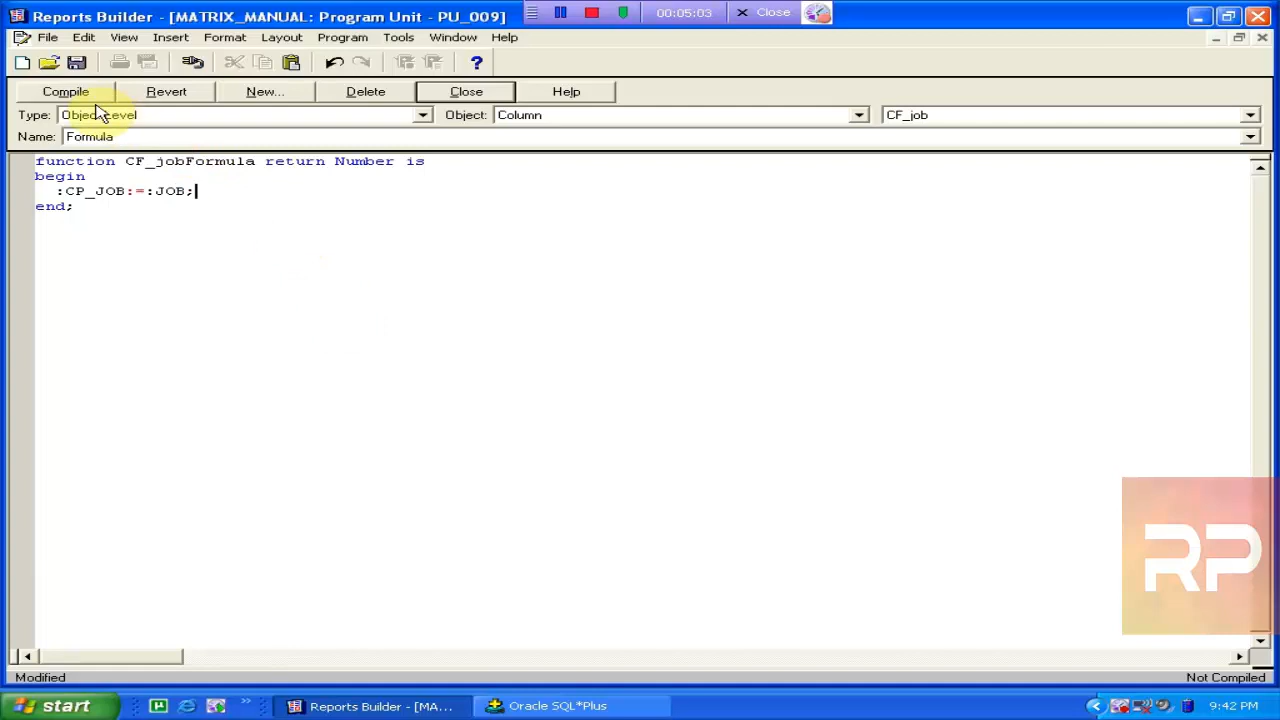 Reports Builder - [MATRIX_MANUAL: Program Unit - PU_009]
00:05:03
Close
File Edit View Insert Format Layout Program Tools Window Help
Compile Revert New... Delete Close Help
Type: Object Level Object: Column CF_job
Name: Formula
function CF_jobFormula return Number is
begin
:CP_JOB:=:JOB;
end;
RP
Modified Not Compiled
start Reports Builder - [MA... Oracle SQL*Plus 9:42 PM